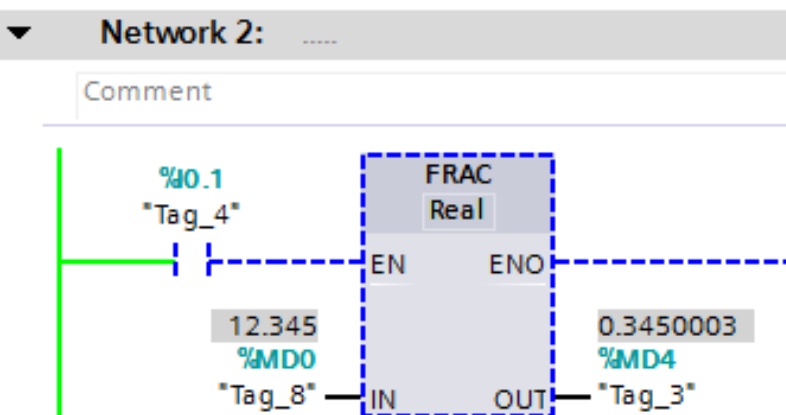 Network 2: .....
Comment
%I0.1
"Tag_4"
FRAC
Real
EN ENO
12.345 0.3450003
%MD0 %MD4
"Tag_8" IN OUT "Tag_3"